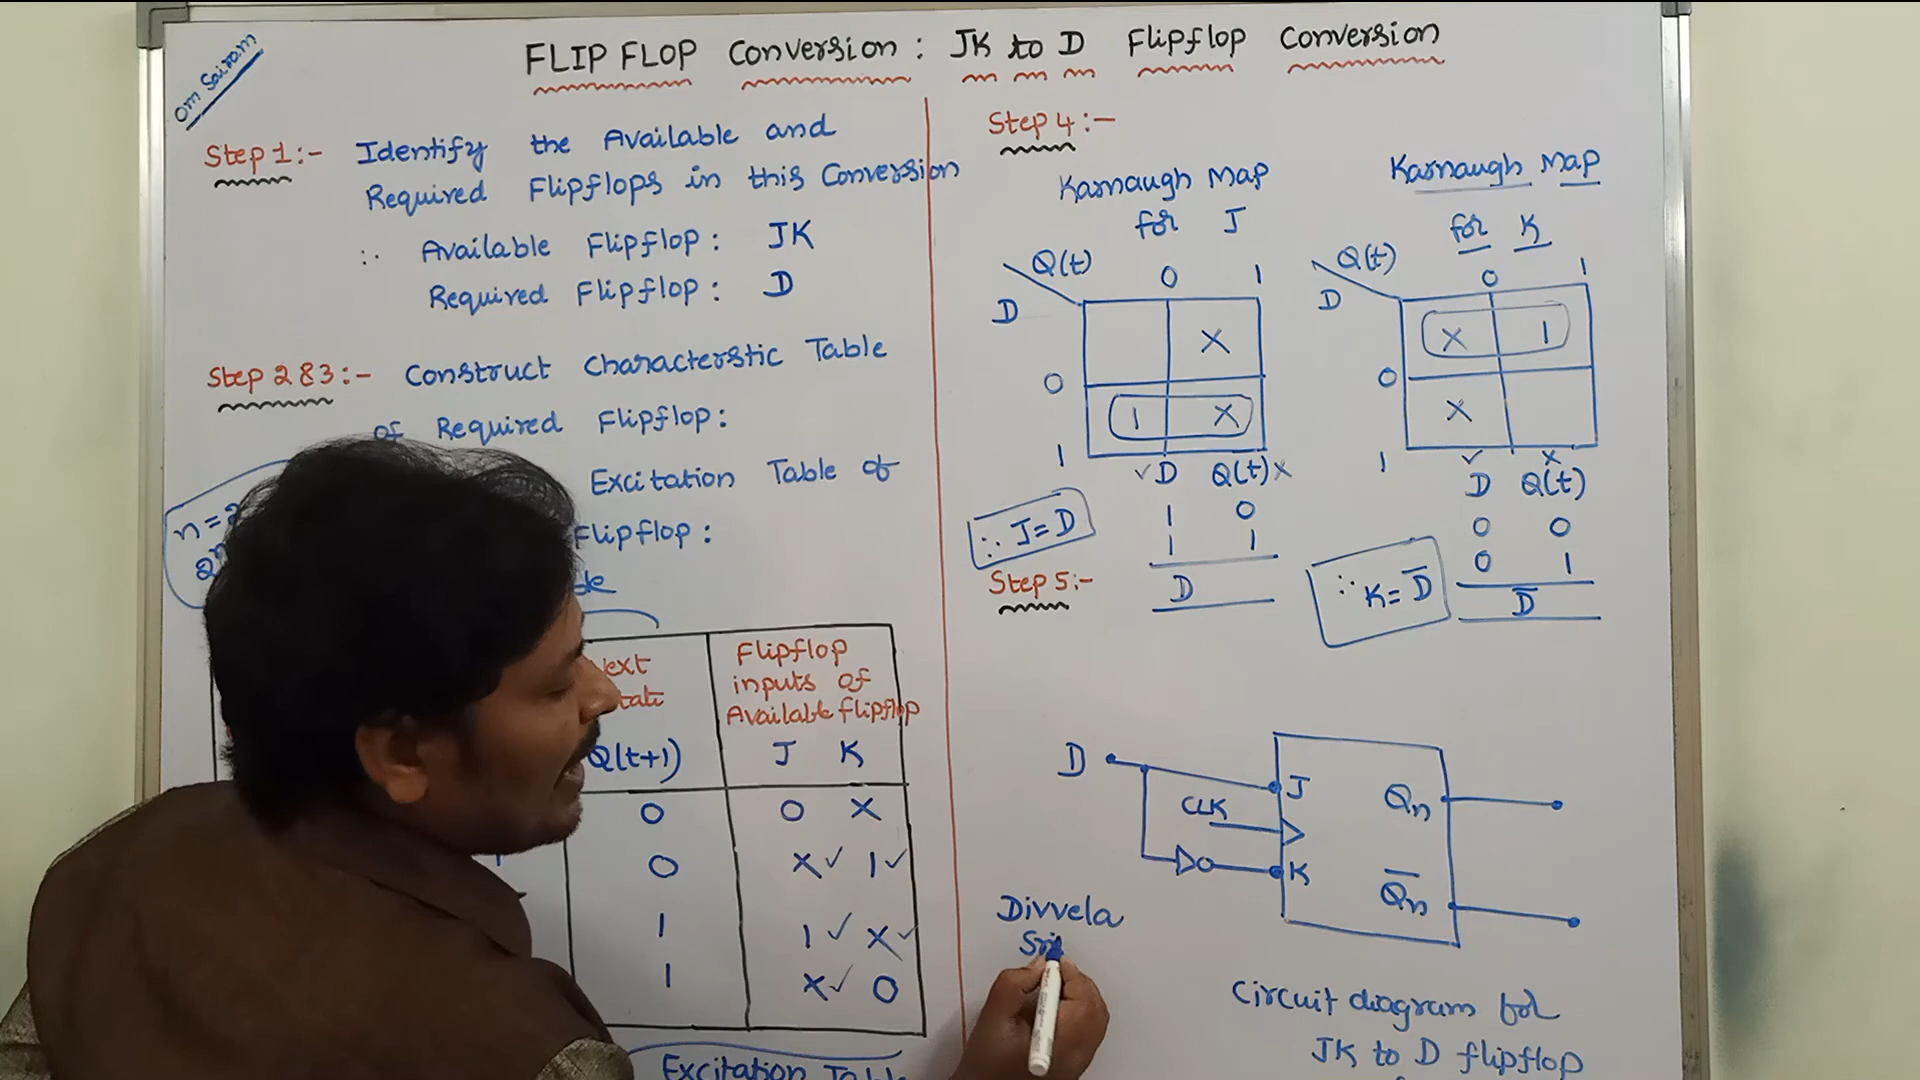 Om Sairam
FLIP FLOP Conversion: JK to D Flipflop Conversion
Step 1:- Identify the Available and
Required Flipflops in this Conversion
∴ Available Flipflop: JK
Required Flipflop: D
Step 2 & 3:- Construct Characterstic Table
of Required Flipflop:
Excitation Table of
Flipflop:
n=2
Flipflop
inputs of
Available flipflop
Q(t+1) J K
0 0 X
0 X✓ 1✓
1 1✓ X✓
1 X✓ 0
Excitation Table
Step 4:-
Karnaugh Map
for J
Q(t)
D
0 1
X
0
1 X
1
✓D Q(t)X
1 0
1 1
D
∴ J=D
Karnaugh Map
for K
Q(t)
D
0 1
X 1
0
X
1
✓ X
D Q(t)
0 0
0 1
D̅
∴ K=D̅
Step 5:-
D
J
Qn
CLK
K
Q̅n
Divvela
Sri
Circuit diagram for
JK to D flipflop